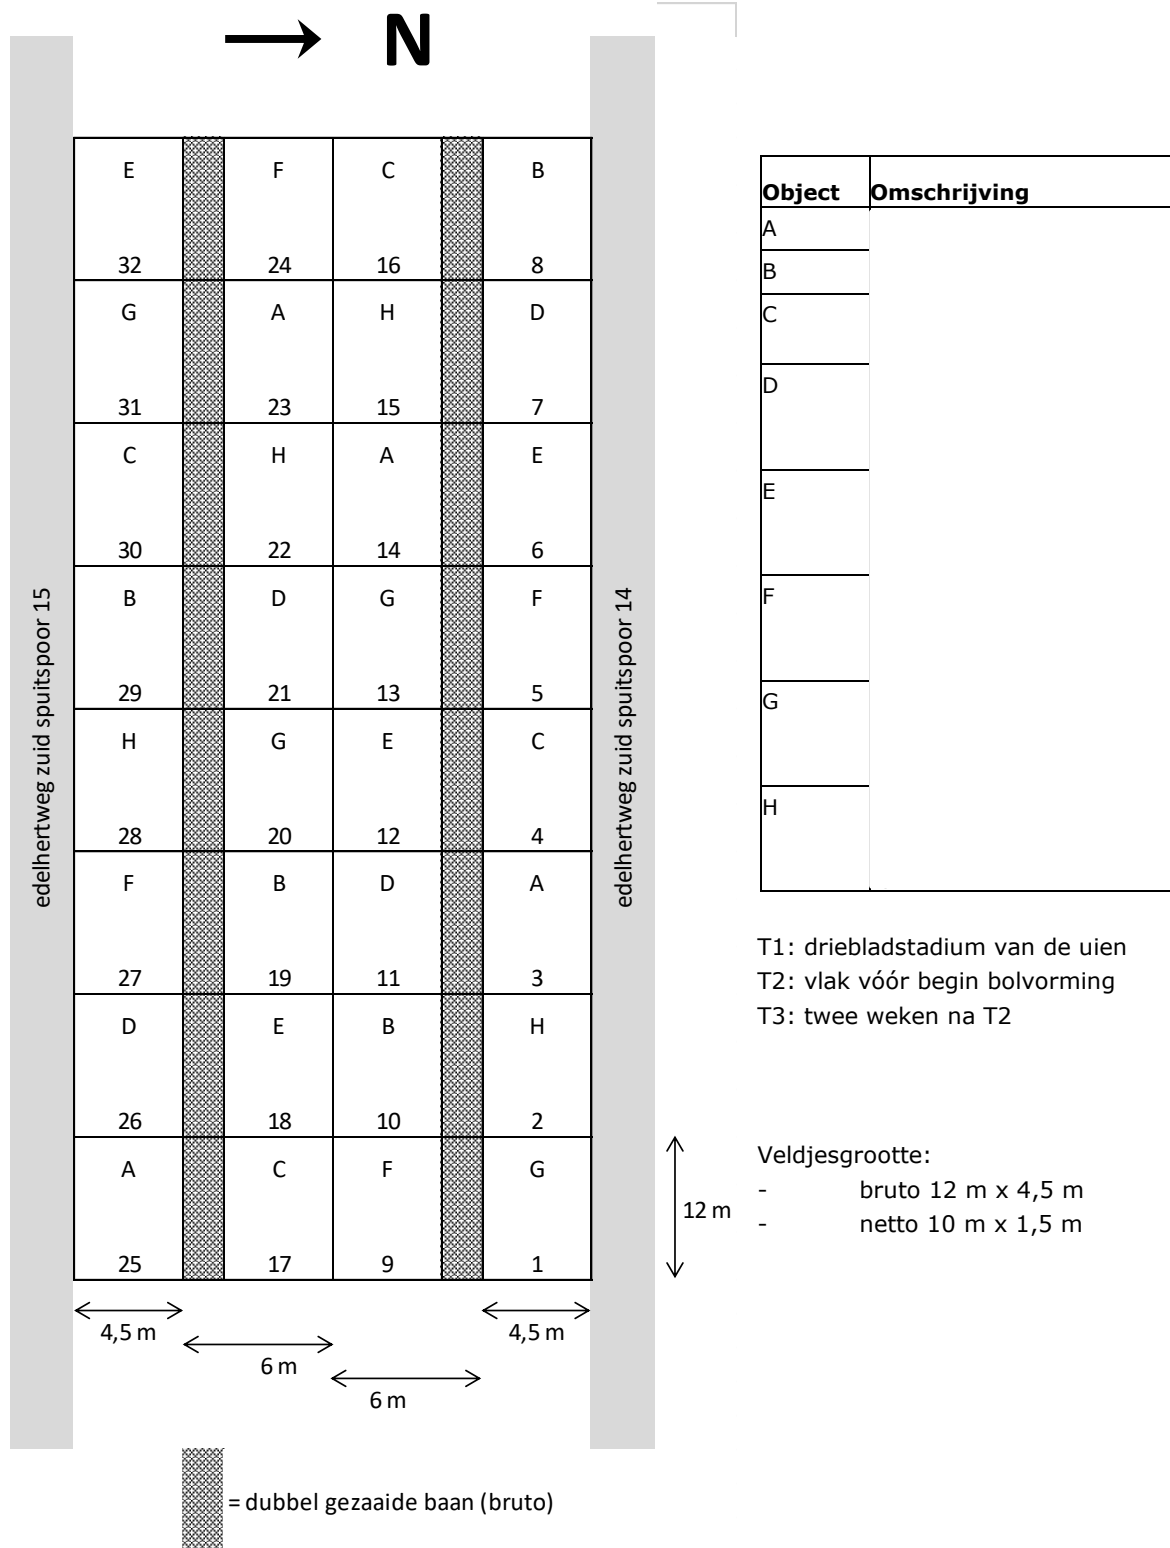 N
E F C B
32 24 16 8
G A H D
31 23 15 7
C H A E
30 22 14 6
B D G F
29 21 13 5
H G E C
28 20 12 4
F B D A
27 19 11 3
D E B H
26 18 10 2
A C F G
25 17 9 1
edelhertweg zuid spuitspoor 15
edelhertweg zuid spuitspoor 14
4,5 m
4,5 m
6 m
6 m
12 m
= dubbel gezaaide baan (bruto)
Object Omschrijving
A
B
C
D
E
F
G
H
T1: driebladstadium van de uien
T2: vlak vóór begin bolvorming
T3: twee weken na T2
Veldjesgrootte:
- bruto 12 m x 4,5 m
- netto 10 m x 1,5 m